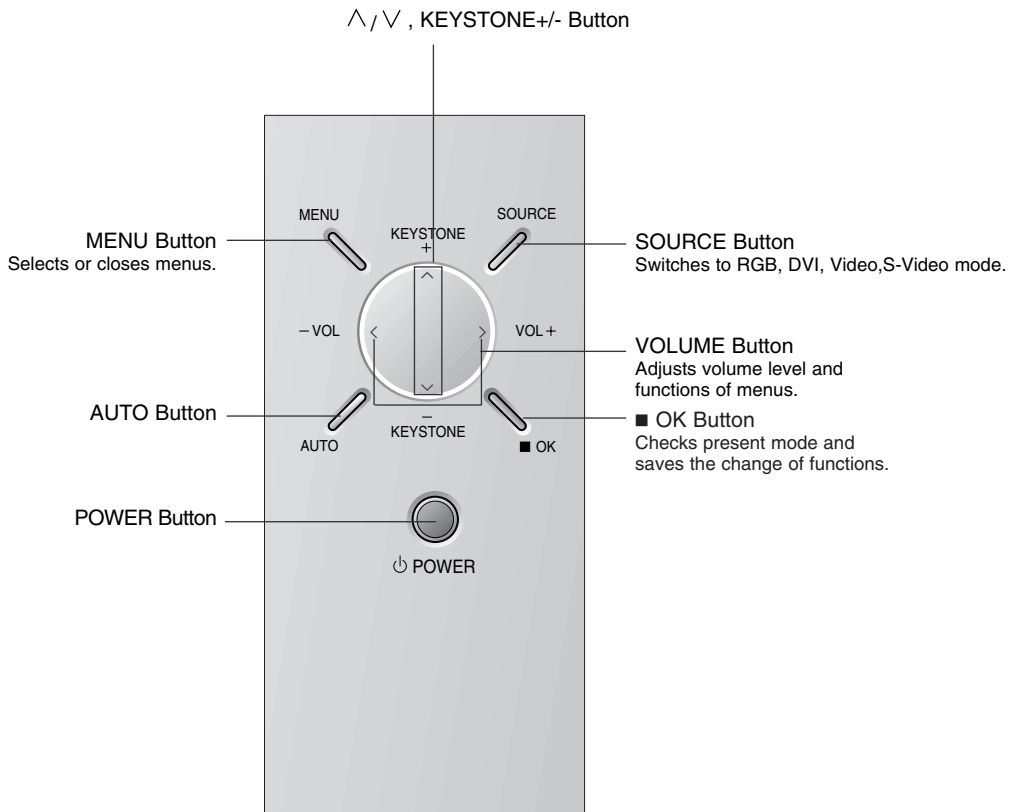 ∧/∨ , KEYSTONE+/- Button
MENU
SOURCE
MENU Button
Selects or closes menus.
KEYSTONE
+
SOURCE Button
Switches to RGB, DVI, Video,S-Video mode.
－VOL
VOL＋
VOLUME Button
Adjusts volume level and
functions of menus.
AUTO Button
■ OK Button
Checks present mode and
saves the change of functions.
－
KEYSTONE
AUTO
■ OK
POWER Button
⏻ POWER